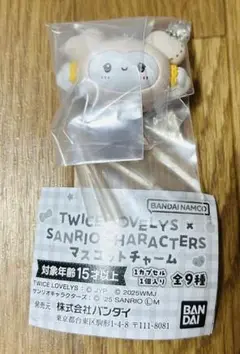 BANDAI NAMCO
TWICE LOVELYS ×
SANRIO CHARACTERS
マスコットチャーム
対象年齢15才以上
1カプセル
1個入り
全9種
TWICE LOVELYS : © JYP © 2025WMJ
サンリオキャラクターズ : © '25 SANRIO Ⓛ M
発売元 株式会社バンダイ
東京都台東区駒形1-4-8 〒111-8081
BAN
DAI